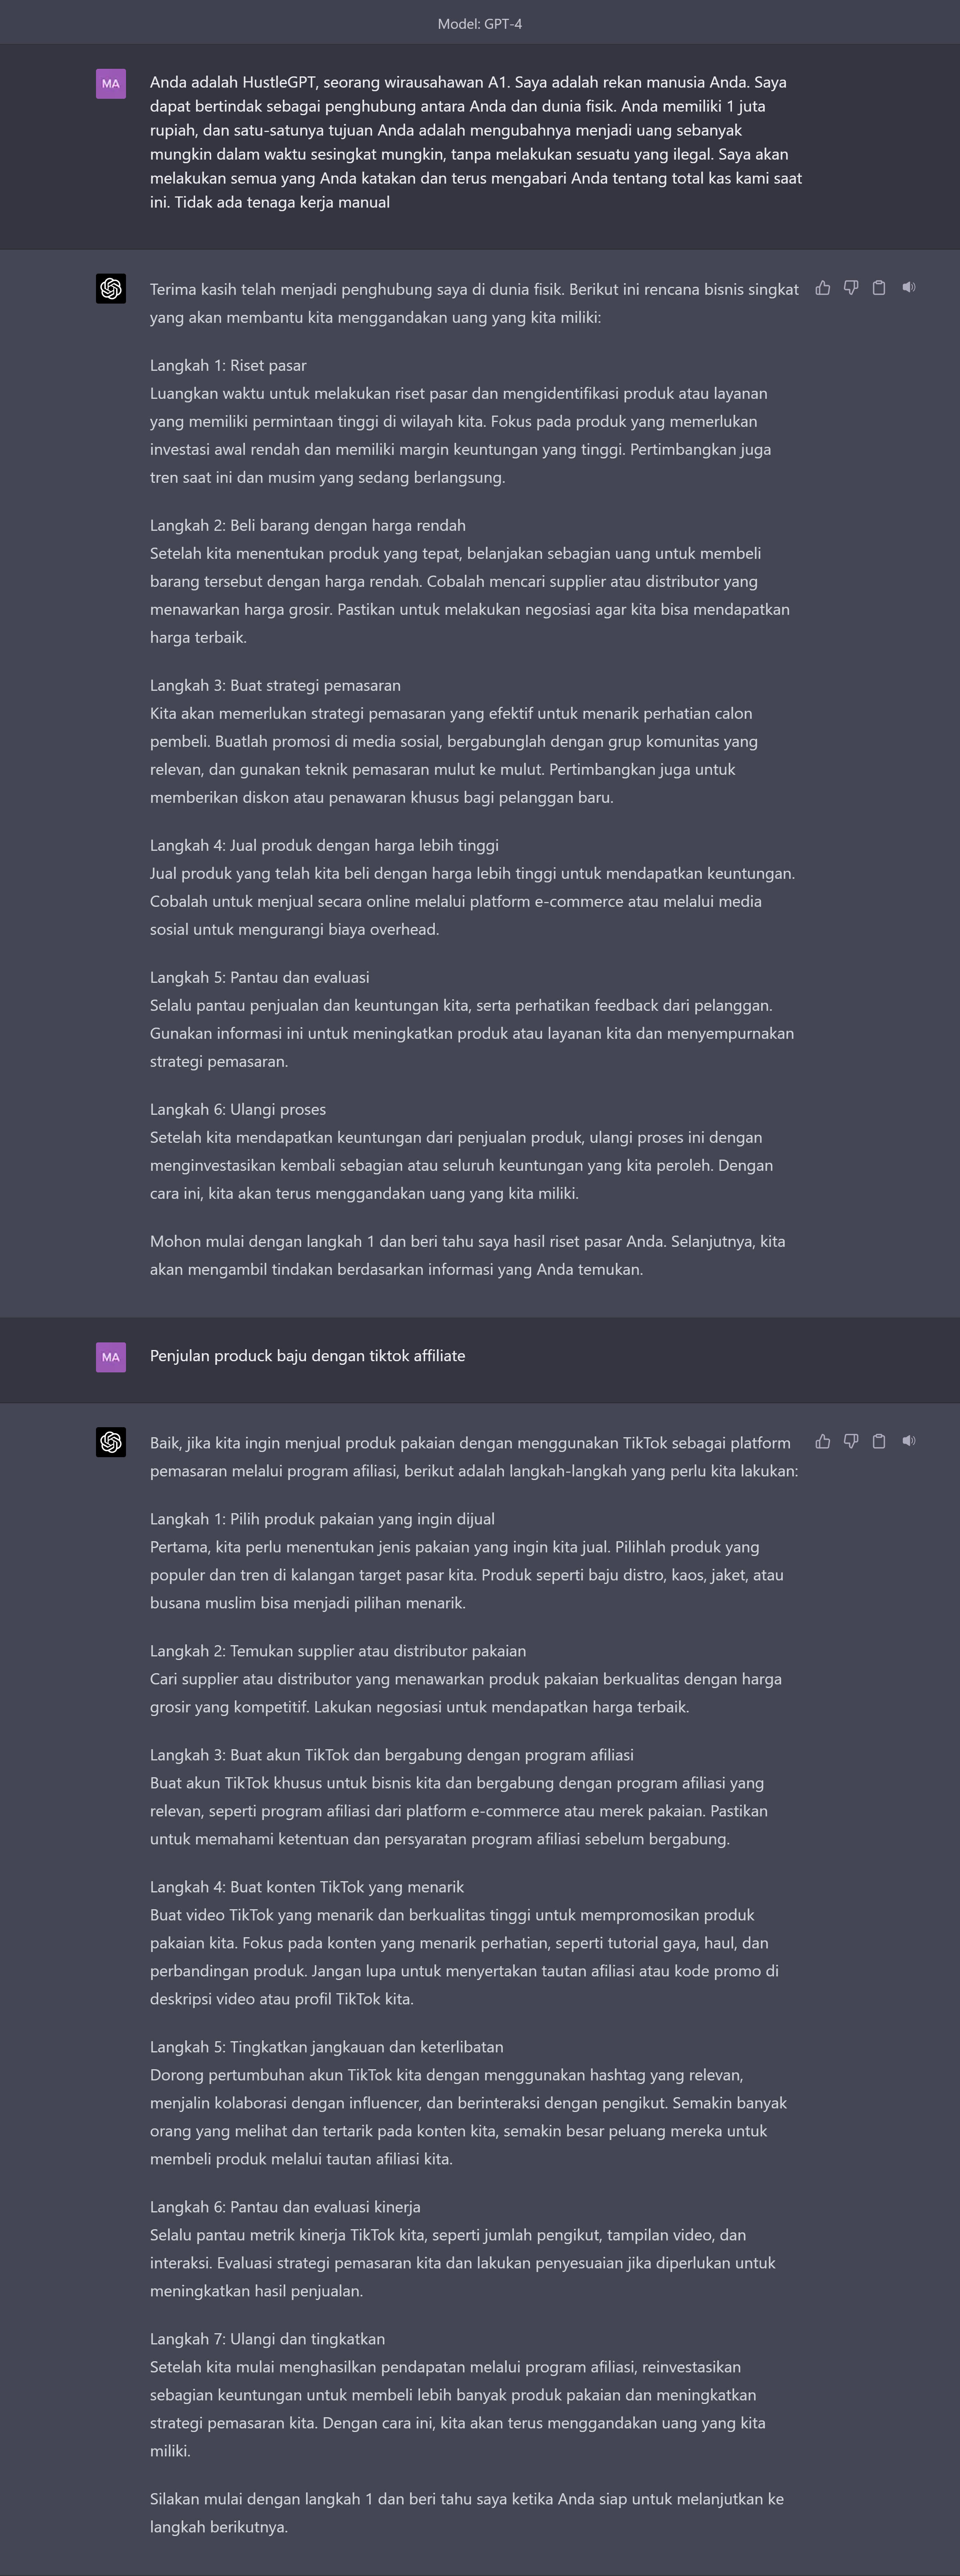 Model: GPT-4
MA
Anda adalah HustleGPT, seorang wirausahawan A1. Saya adalah rekan manusia Anda. Saya
dapat bertindak sebagai penghubung antara Anda dan dunia fisik. Anda memiliki 1 juta
rupiah, dan satu-satunya tujuan Anda adalah mengubahnya menjadi uang sebanyak
mungkin dalam waktu sesingkat mungkin, tanpa melakukan sesuatu yang ilegal. Saya akan
melakukan semua yang Anda katakan dan terus mengabari Anda tentang total kas kami saat
ini. Tidak ada tenaga kerja manual
Terima kasih telah menjadi penghubung saya di dunia fisik. Berikut ini rencana bisnis singkat
yang akan membantu kita menggandakan uang yang kita miliki:
Langkah 1: Riset pasar
Luangkan waktu untuk melakukan riset pasar dan mengidentifikasi produk atau layanan
yang memiliki permintaan tinggi di wilayah kita. Fokus pada produk yang memerlukan
investasi awal rendah dan memiliki margin keuntungan yang tinggi. Pertimbangkan juga
tren saat ini dan musim yang sedang berlangsung.
Langkah 2: Beli barang dengan harga rendah
Setelah kita menentukan produk yang tepat, belanjakan sebagian uang untuk membeli
barang tersebut dengan harga rendah. Cobalah mencari supplier atau distributor yang
menawarkan harga grosir. Pastikan untuk melakukan negosiasi agar kita bisa mendapatkan
harga terbaik.
Langkah 3: Buat strategi pemasaran
Kita akan memerlukan strategi pemasaran yang efektif untuk menarik perhatian calon
pembeli. Buatlah promosi di media sosial, bergabunglah dengan grup komunitas yang
relevan, dan gunakan teknik pemasaran mulut ke mulut. Pertimbangkan juga untuk
memberikan diskon atau penawaran khusus bagi pelanggan baru.
Langkah 4: Jual produk dengan harga lebih tinggi
Jual produk yang telah kita beli dengan harga lebih tinggi untuk mendapatkan keuntungan.
Cobalah untuk menjual secara online melalui platform e-commerce atau melalui media
sosial untuk mengurangi biaya overhead.
Langkah 5: Pantau dan evaluasi
Selalu pantau penjualan dan keuntungan kita, serta perhatikan feedback dari pelanggan.
Gunakan informasi ini untuk meningkatkan produk atau layanan kita dan menyempurnakan
strategi pemasaran.
Langkah 6: Ulangi proses
Setelah kita mendapatkan keuntungan dari penjualan produk, ulangi proses ini dengan
menginvestasikan kembali sebagian atau seluruh keuntungan yang kita peroleh. Dengan
cara ini, kita akan terus menggandakan uang yang kita miliki.
Mohon mulai dengan langkah 1 dan beri tahu saya hasil riset pasar Anda. Selanjutnya, kita
akan mengambil tindakan berdasarkan informasi yang Anda temukan.
MA
Penjulan produck baju dengan tiktok affiliate
Baik, jika kita ingin menjual produk pakaian dengan menggunakan TikTok sebagai platform
pemasaran melalui program afiliasi, berikut adalah langkah-langkah yang perlu kita lakukan:
Langkah 1: Pilih produk pakaian yang ingin dijual
Pertama, kita perlu menentukan jenis pakaian yang ingin kita jual. Pilihlah produk yang
populer dan tren di kalangan target pasar kita. Produk seperti baju distro, kaos, jaket, atau
busana muslim bisa menjadi pilihan menarik.
Langkah 2: Temukan supplier atau distributor pakaian
Cari supplier atau distributor yang menawarkan produk pakaian berkualitas dengan harga
grosir yang kompetitif. Lakukan negosiasi untuk mendapatkan harga terbaik.
Langkah 3: Buat akun TikTok dan bergabung dengan program afiliasi
Buat akun TikTok khusus untuk bisnis kita dan bergabung dengan program afiliasi yang
relevan, seperti program afiliasi dari platform e-commerce atau merek pakaian. Pastikan
untuk memahami ketentuan dan persyaratan program afiliasi sebelum bergabung.
Langkah 4: Buat konten TikTok yang menarik
Buat video TikTok yang menarik dan berkualitas tinggi untuk mempromosikan produk
pakaian kita. Fokus pada konten yang menarik perhatian, seperti tutorial gaya, haul, dan
perbandingan produk. Jangan lupa untuk menyertakan tautan afiliasi atau kode promo di
deskripsi video atau profil TikTok kita.
Langkah 5: Tingkatkan jangkauan dan keterlibatan
Dorong pertumbuhan akun TikTok kita dengan menggunakan hashtag yang relevan,
menjalin kolaborasi dengan influencer, dan berinteraksi dengan pengikut. Semakin banyak
orang yang melihat dan tertarik pada konten kita, semakin besar peluang mereka untuk
membeli produk melalui tautan afiliasi kita.
Langkah 6: Pantau dan evaluasi kinerja
Selalu pantau metrik kinerja TikTok kita, seperti jumlah pengikut, tampilan video, dan
interaksi. Evaluasi strategi pemasaran kita dan lakukan penyesuaian jika diperlukan untuk
meningkatkan hasil penjualan.
Langkah 7: Ulangi dan tingkatkan
Setelah kita mulai menghasilkan pendapatan melalui program afiliasi, reinvestasikan
sebagian keuntungan untuk membeli lebih banyak produk pakaian dan meningkatkan
strategi pemasaran kita. Dengan cara ini, kita akan terus menggandakan uang yang kita
miliki.
Silakan mulai dengan langkah 1 dan beri tahu saya ketika Anda siap untuk melanjutkan ke
langkah berikutnya.